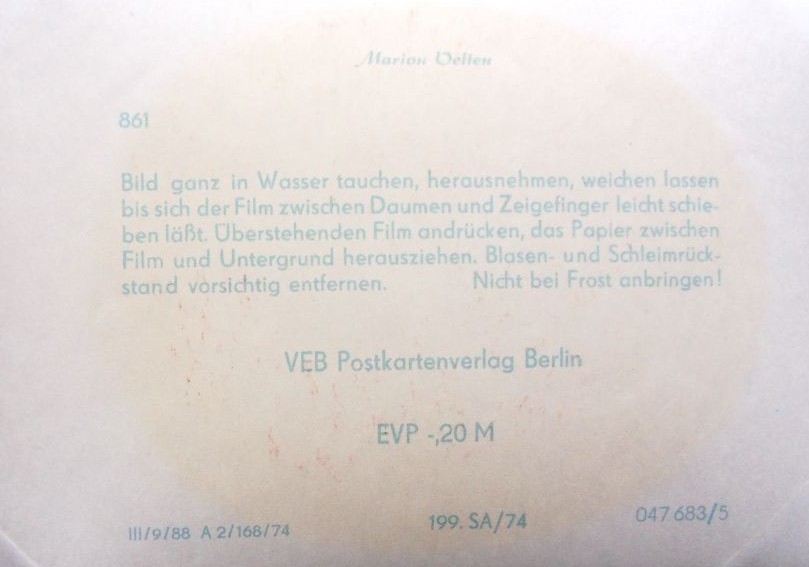 Marion Velten
861
Bild ganz in Wasser tauchen, herausnehmen, weichen lassen
bis sich der Film zwischen Daumen und Zeigefinger leicht schie-
ben läßt. Überstehenden Film andrücken, das Papier zwischen
Film und Untergrund herausziehen. Blasen- und Schleimrück-
stand vorsichtig entfernen. Nicht bei Frost anbringen!
VEB Postkartenverlag Berlin
EVP -,20 M
III/9/88 A 2/168/74 199. SA/74 047 683/5